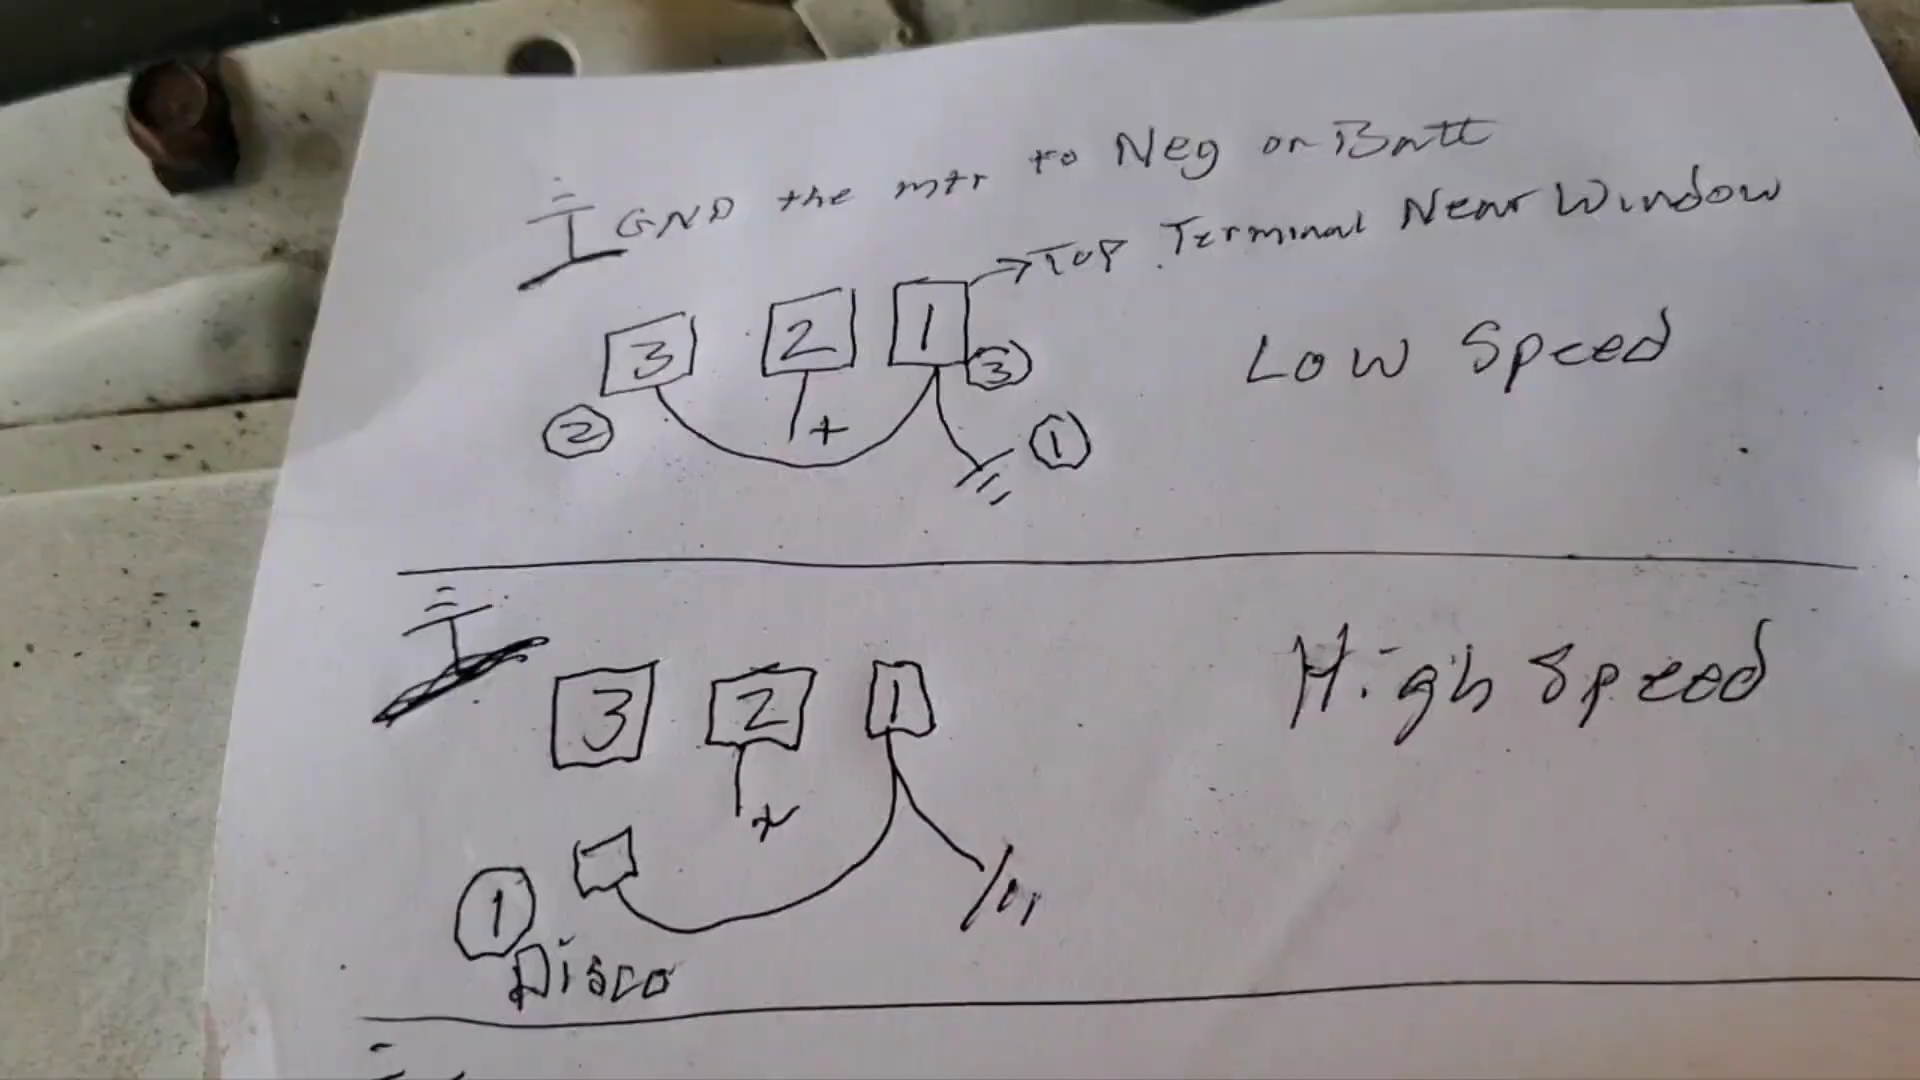 GND the mtr to Neg on Batt
Top Terminal Near Window
3 2 1
3
Low Speed
2 + 1
3 2 1
High Speed
+
1
Disco